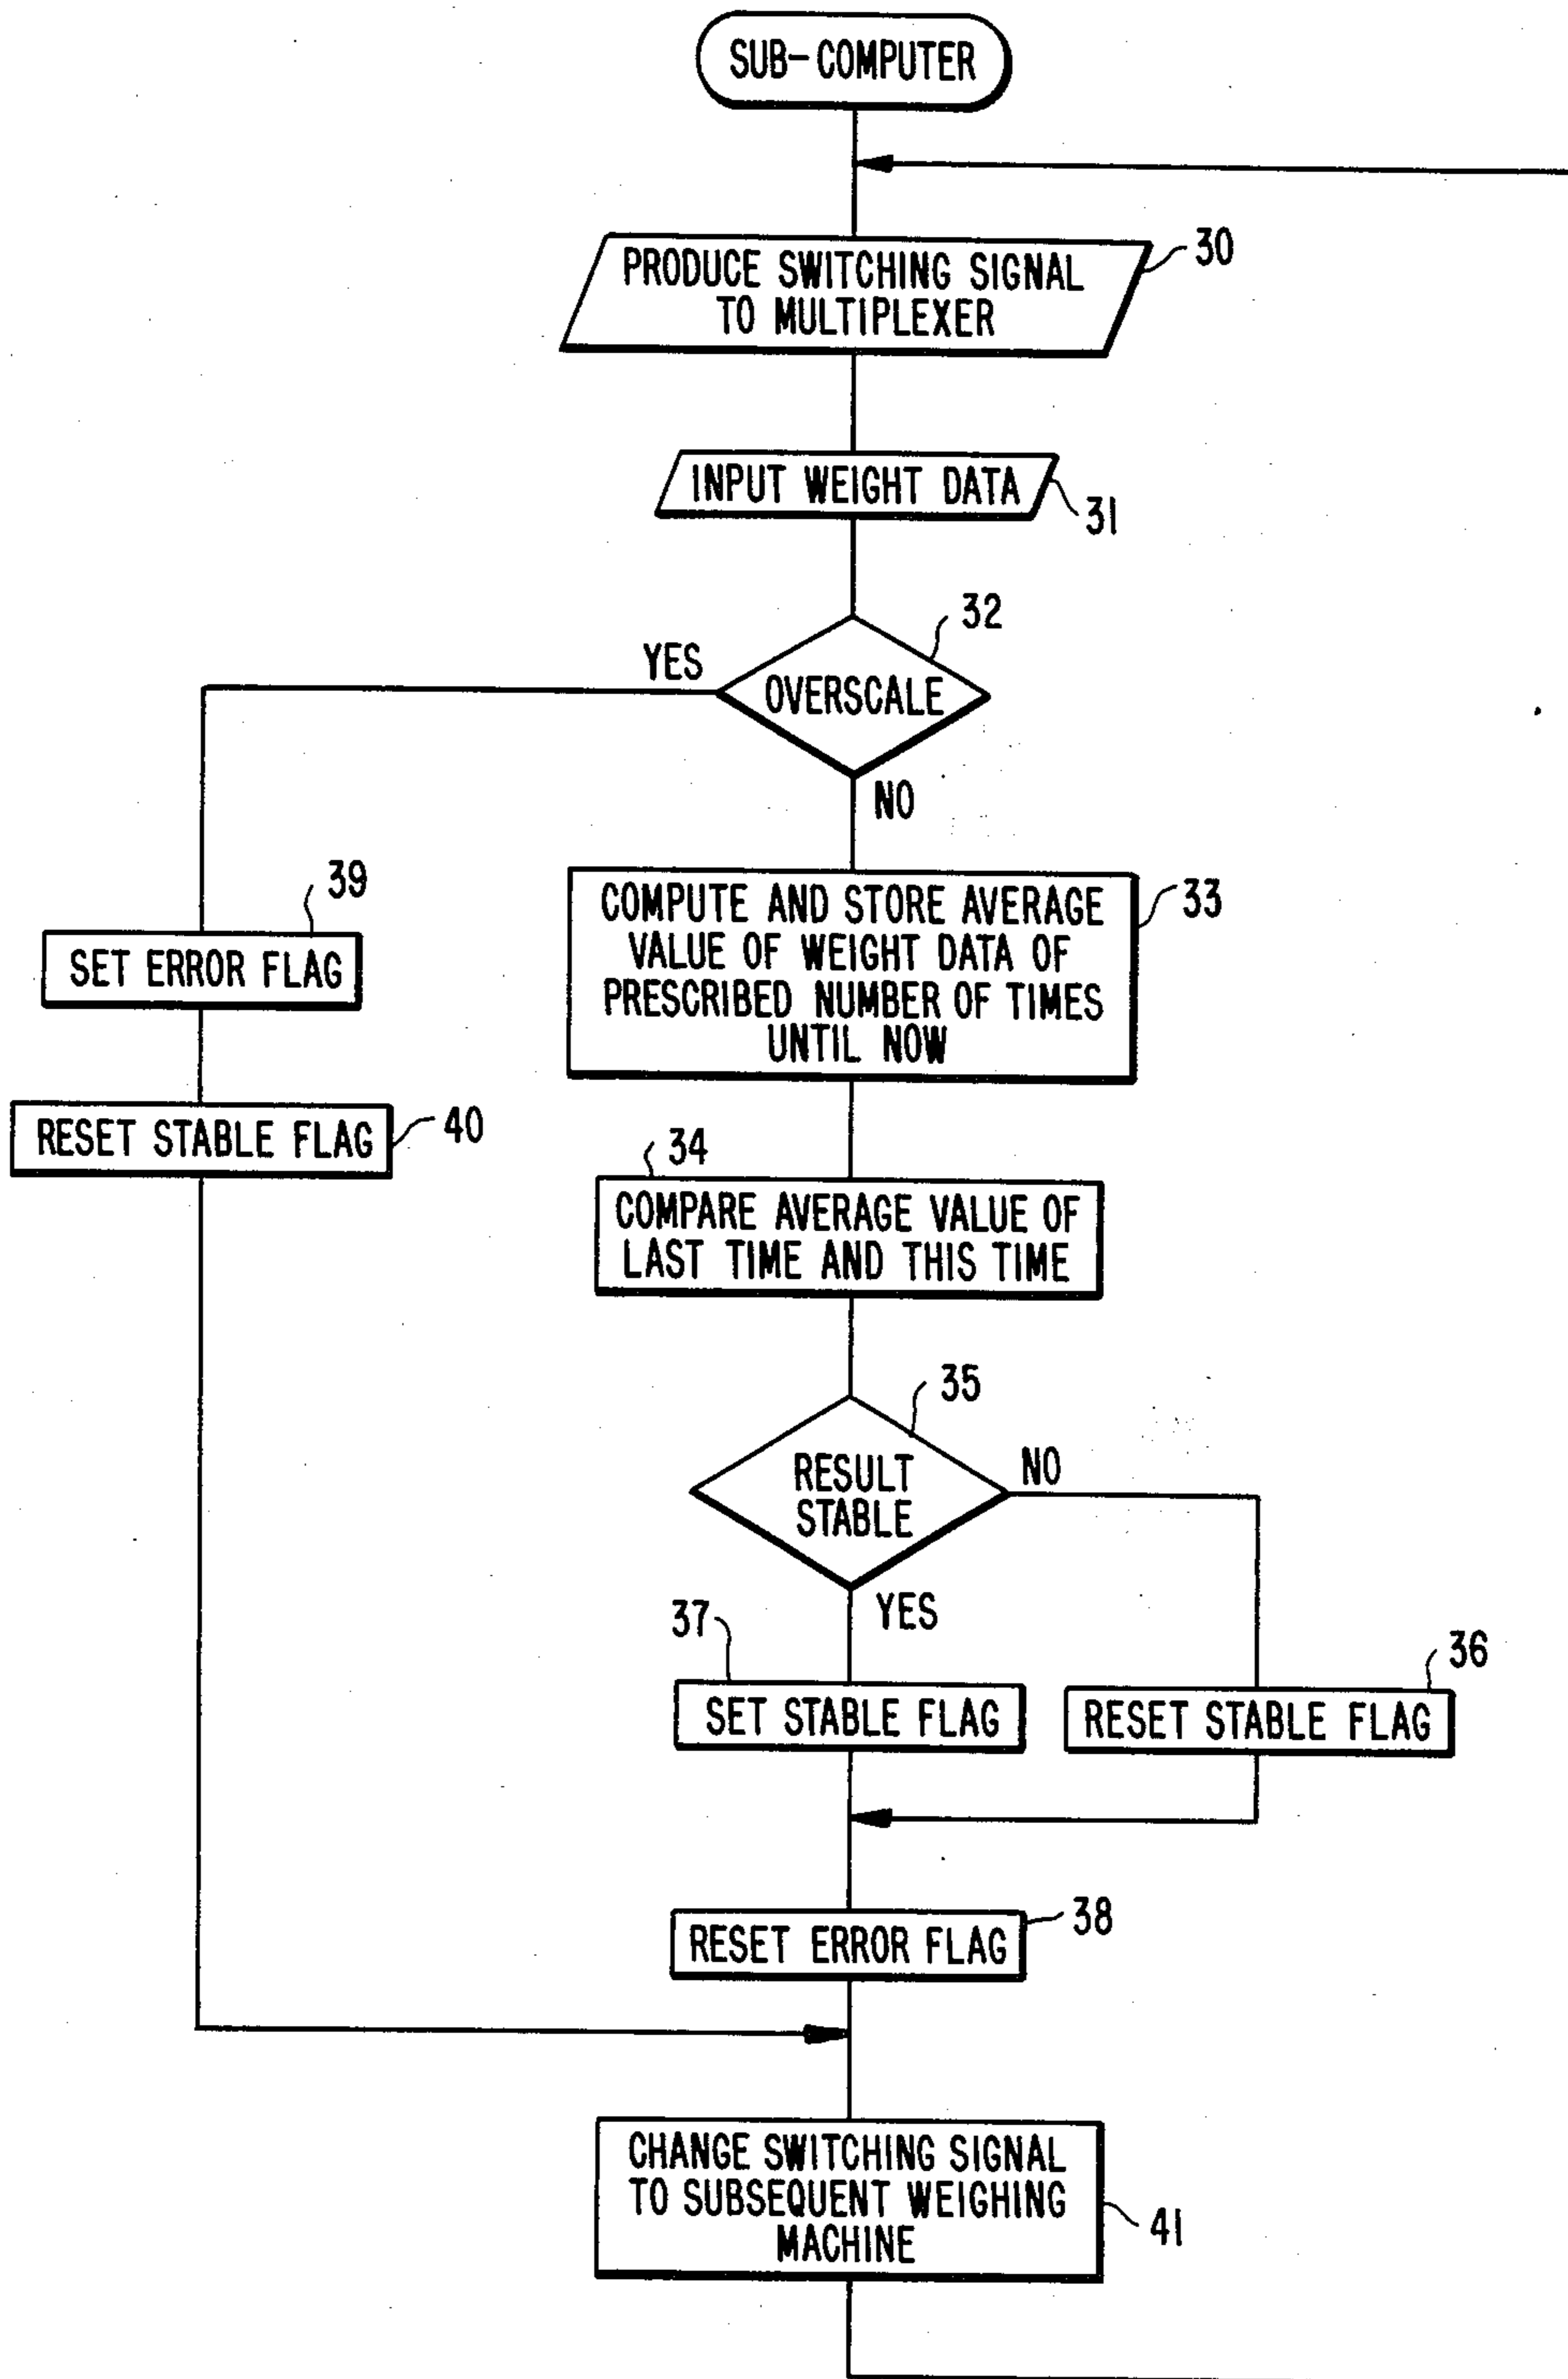 SUB-COMPUTER
PRODUCE SWITCHING SIGNAL
TO MULTIPLEXER
30
INPUT WEIGHT DATA
31
32
YES
OVERSCALE
NO
39
SET ERROR FLAG
33
COMPUTE AND STORE AVERAGE
VALUE OF WEIGHT DATA OF
PRESCRIBED NUMBER OF TIMES
UNTIL NOW
RESET STABLE FLAG
40
34
COMPARE AVERAGE VALUE OF
LAST TIME AND THIS TIME
35
RESULT
STABLE
NO
YES
37
SET STABLE FLAG
36
RESET STABLE FLAG
38
RESET ERROR FLAG
CHANGE SWITCHING SIGNAL
TO SUBSEQUENT WEIGHING
MACHINE
41